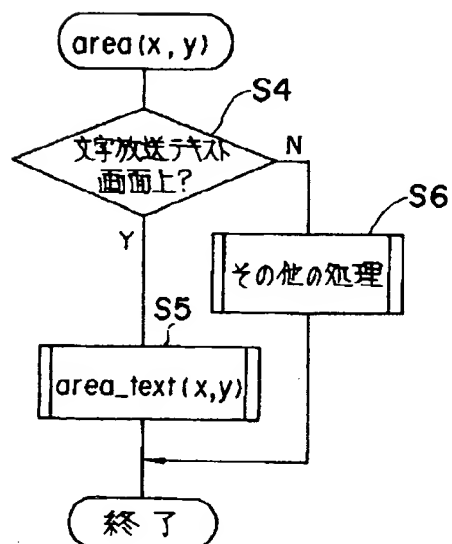 area(x,y)
S4
文字放送テキスト
画面上?
N
Y
S6
その他の処理
S5
area_text(x,y)
終了